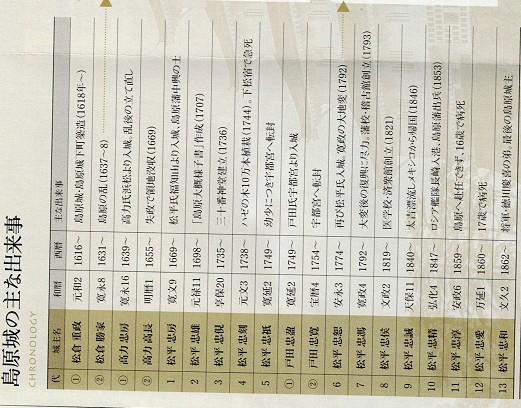 島原城の主な出来事
CHRONOLOGY
代 城主名 和暦 西暦 主な出来事
① 松倉 重政 元和2 1616～ 島原城・島原城下町築造(1618年～)
② 松倉 勝家 寛永8 1631～ 島原の乱(1637～8)
① 高力 忠房 寛永16 1639～ 高力氏浜松より入城、乱後の立て直し
② 高力 高長 明暦1 1655～ 失政で領地没収(1669)
1 松平 忠房 寛文9 1669～ 松平氏福知山より入城、島原藩中興の士
2 松平 忠雄 元禄11 1698～ 「島原大概様子書」作成(1707)
3 松平 忠俔 享保20 1735～ 三十番神堂建立(1736)
4 松平 忠刻 元文3 1738～ ハゼの木10万本植栽(1744)。下松宿で急死
5 松平 忠祗 寛延2 1749～ 幼少につき宇都宮へ転封
① 戸田 忠盈 寛延2 1749～ 戸田氏宇都宮より入城
② 戸田 忠寛 宝暦4 1754～ 宇都宮へ転封
6 松平 忠恕 安永3 1774～ 再び松平氏入城、寛政の大地変(1792)
7 松平 忠馮 寛政4 1792～ 大変後の復興に尽力。藩校・稽古館創立(1793)
8 松平 忠侯 文政2 1819～ 医学校・済衆館創立(1821)
9 松平 忠誠 天保11 1840～ 太吉漂流しメキシコから帰国(1846)
10 松平 忠精 弘化4 1847～ ロシア艦隊長崎入港、島原藩出兵(1853)
11 松平 忠淳 安政6 1859～ 島原へ赴任できず、16歳で病死
12 松平 忠愛 万延1 1860～ 17歳で病死
13 松平 忠和 文久2 1862～ 将軍・徳川慶喜の弟。最後の島原城主